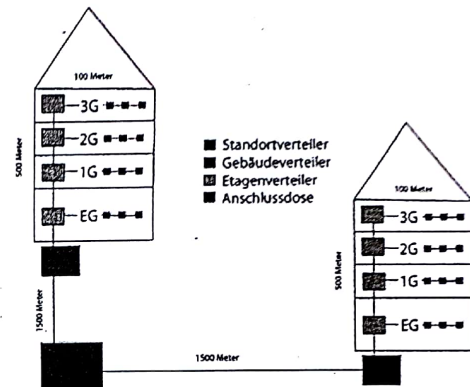 100 Meter
3G
2G
1G
EG
500 Meter
1500 Meter
Standortverteiler
Gebäudeverteiler
Etagenverteiler
Anschlussdose
100 Meter
3G
2G
1G
EG
500 Meter
1500 Meter